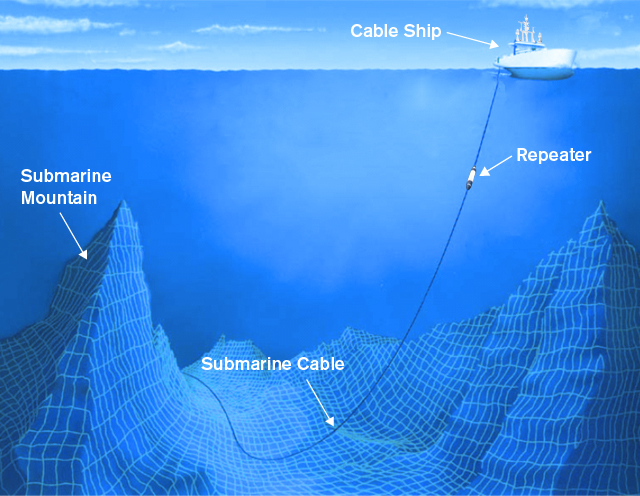 Cable Ship
Repeater
Submarine
Mountain
Submarine Cable